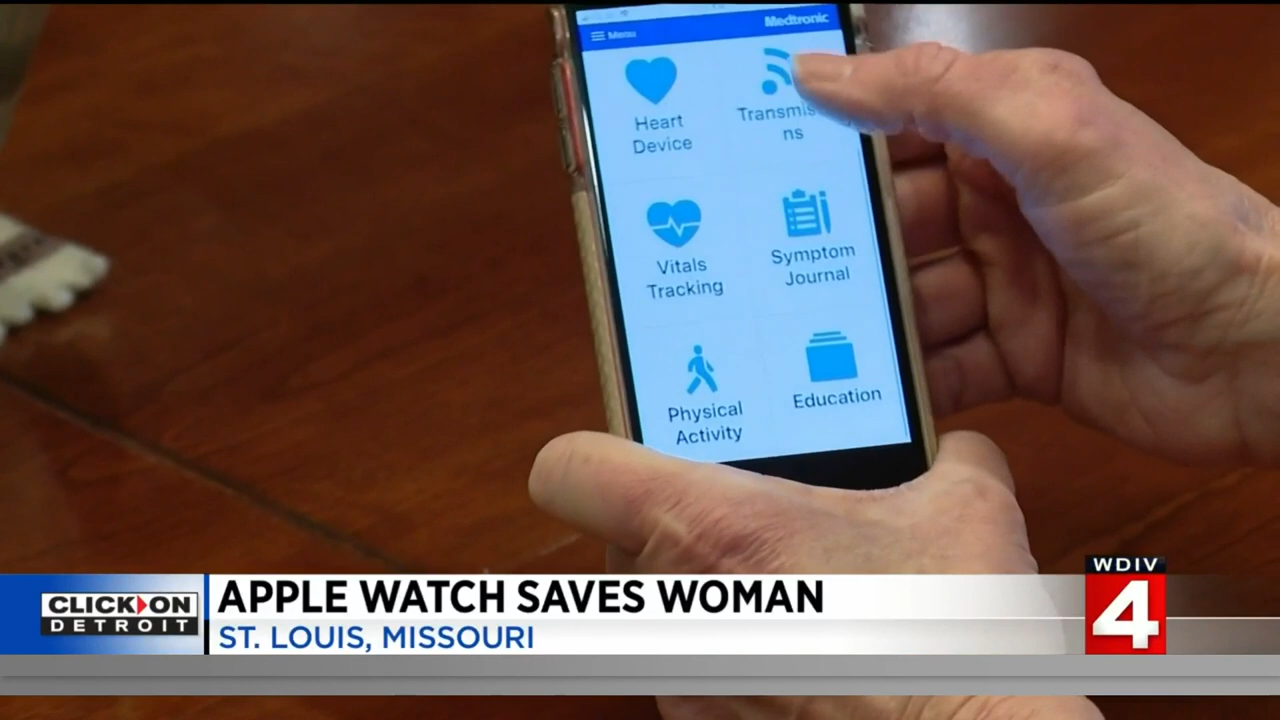 Medtronic
Menu
Heart
Device
Vitals
Tracking
Symptom
Journal
Physical
Activity
Education
ns
CLICK ON
DETROIT
APPLE WATCH SAVES WOMAN
ST. LOUIS, MISSOURI
WDIV
4